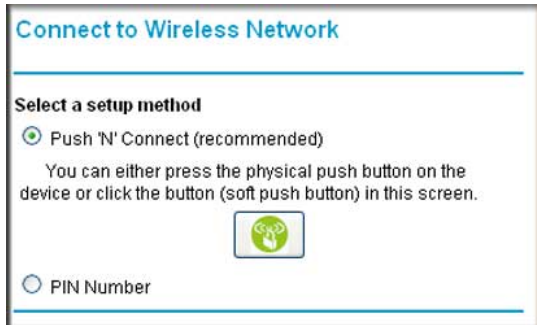 Connect to Wireless Network
Select a setup method
Push 'N' Connect (recommended)
You can either press the physical push button on the
device or click the button (soft push button) in this screen.
PIN Number